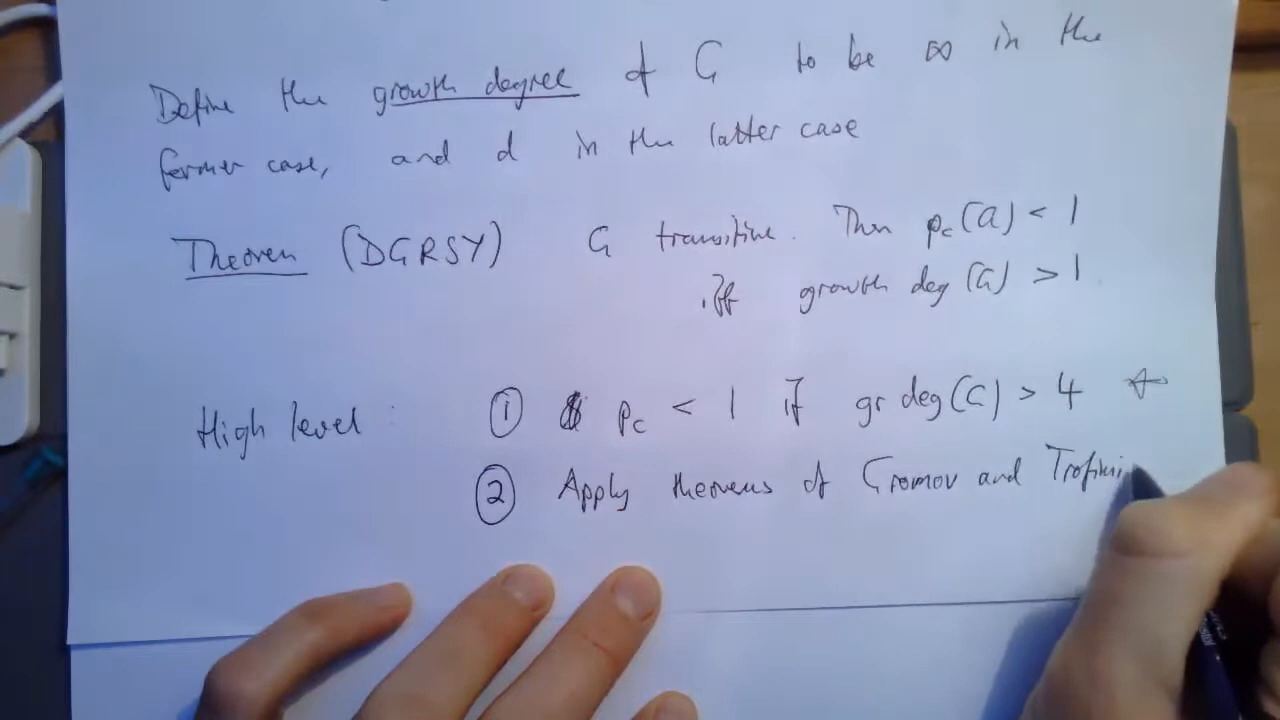 Define the growth degree of G to be ∞ in the
former case, and d in the latter case
Theorem (DGRSY) G transitive. Then pc(G) < 1
iff growth deg (G) > 1
High level : ① pc < 1 if gr deg(G) > 4
② Apply theorems of Gromov and Trofimi